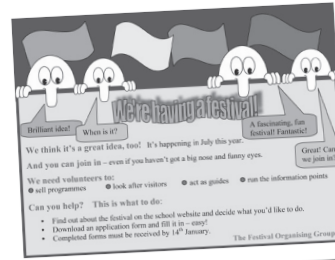 We're having a festival!
Brilliant idea!
When is it?
A fascinating, fun
festival! Fantastic!
Great! Can
we join in?
We think it's a great idea, too! It's happening in July this year.
And you can join in – even if you haven't got a big nose and funny eyes.
We need volunteers to:
sell programmes look after visitors act as guides run the information points
Can you help? This is what to do:
• Find out about the festival on the school website and decide what you'd like to do.
• Download an application form and fill it in – easy!
• Completed forms must be received by 14th January.
The Festival Organising Group